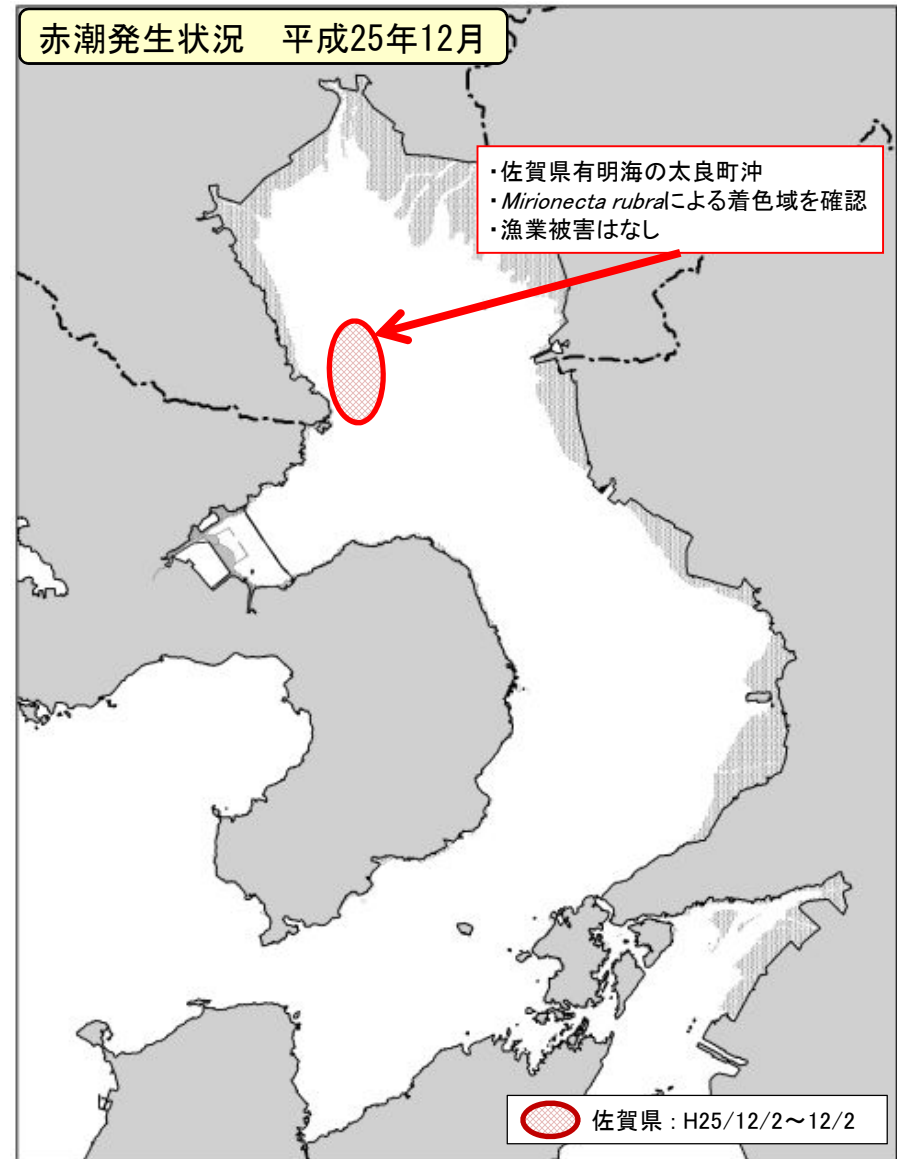 赤潮発生状況　平成25年12月
・佐賀県有明海の太良町沖
・Mirionecta rubraによる着色域を確認
・漁業被害はなし
佐賀県：H25/12/2～12/2